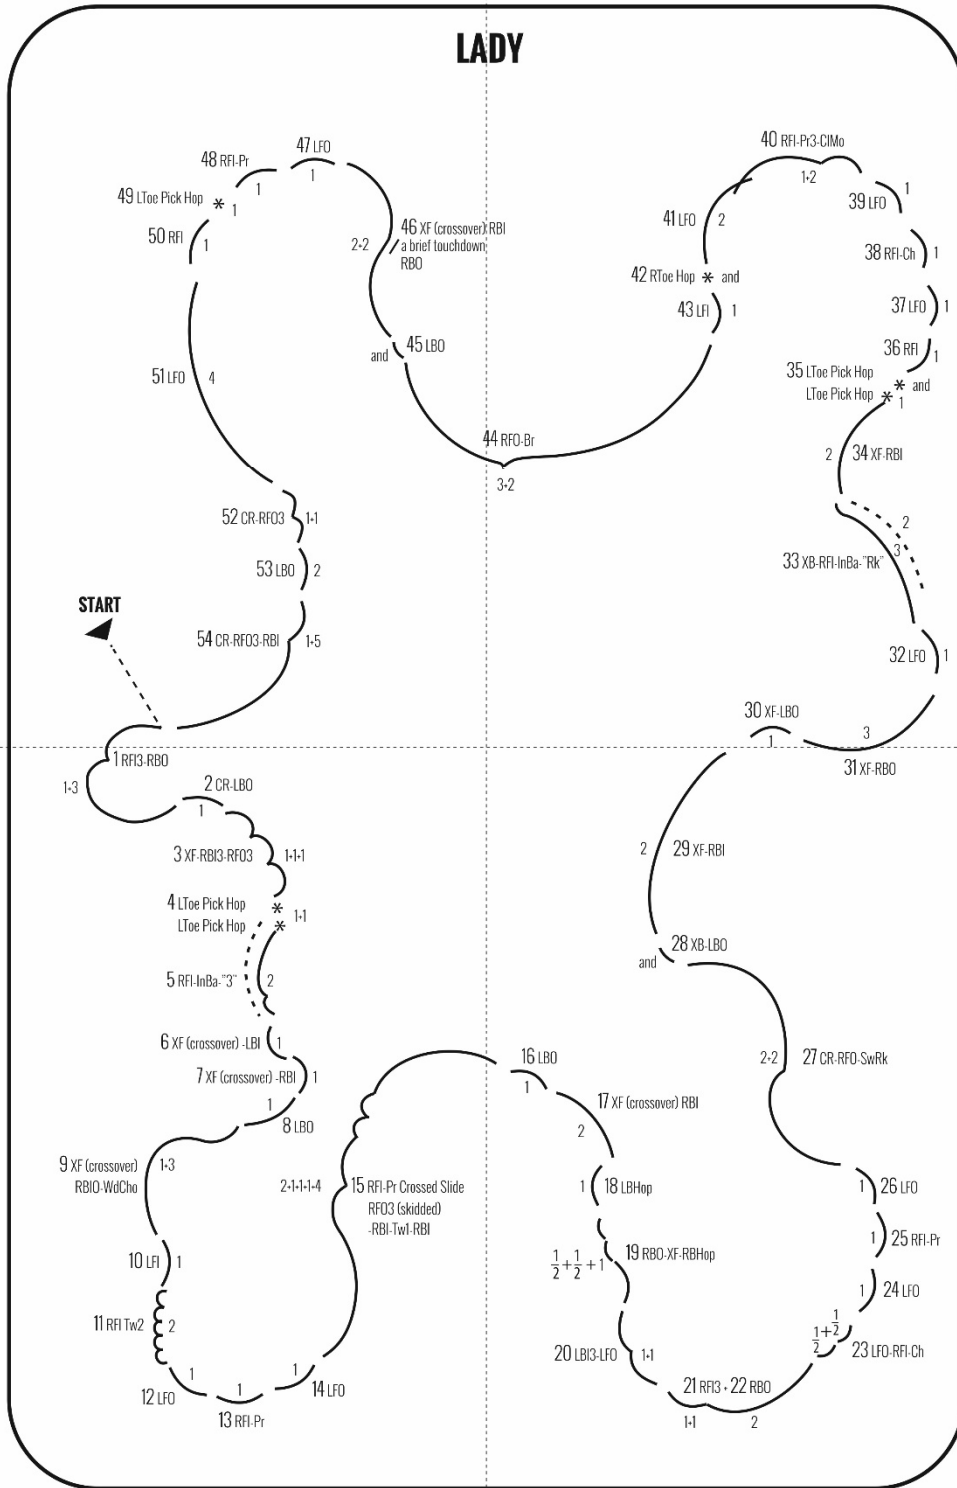 LADY
START
1 RFI3-RBO
1+3
2 CR-LBO
1
3 XF-RBI3-RFO3
1+1+1
4 LToe Pick Hop
LToe Pick Hop
1+1
5 RFI-InBa-"3"
2
6 XF (crossover) -LBI
1
7 XF (crossover) -RBI
1
1
8 LBO
9 XF (crossover)
RBIO-WdCho
1+3
10 LFI
1
11 RFI Tw2
2
1
12 LFO
1
13 RFI-Pr
1
14 LFO
2+1+1+1+4
15 RFI-Pr Crossed Slide
RFO3 (skidded)
-RBI-Tw1-RBI
16 LBO
1
17 XF (crossover) RBI
2
1
18 LBHop
1/2+1/2+1
19 RBO-XF-RBHop
20 LBI3-LFO
1+1
21 RFI3 + 22 RBO
1+1
2
1/2+1/2
23 LFO-RFI-Ch
1
24 LFO
1
25 RFI-Pr
1
26 LFO
2+2
27 CR-RFO-SwRk
28 XB-LBO
and
2
29 XF-RBI
30 XF-LBO
1
3
31 XF-RBO
32 LFO
1
33 XB-RFI-InBa-"Rk"
2
3
2
34 XF-RBI
35 LToe Pick Hop
LToe Pick Hop
and
1
36 RFI
1
37 LFO
1
38 RFI-Ch
1
39 LFO
1
40 RFI-Pr3-ClMo
1+2
41 LFO
2
42 RToe Hop
and
43 LFI
1
44 RFO-Br
3+2
45 LBO
and
46 XF (crossover) RBI
a brief touchdown
RBO
2+2
47 LFO
1
48 RFI-Pr
1
49 LToe Pick Hop
1
50 RFI
1
51 LFO
4
52 CR-RFO3
1+1
53 LBO
2
54 CR-RFO3-RBI
1+5